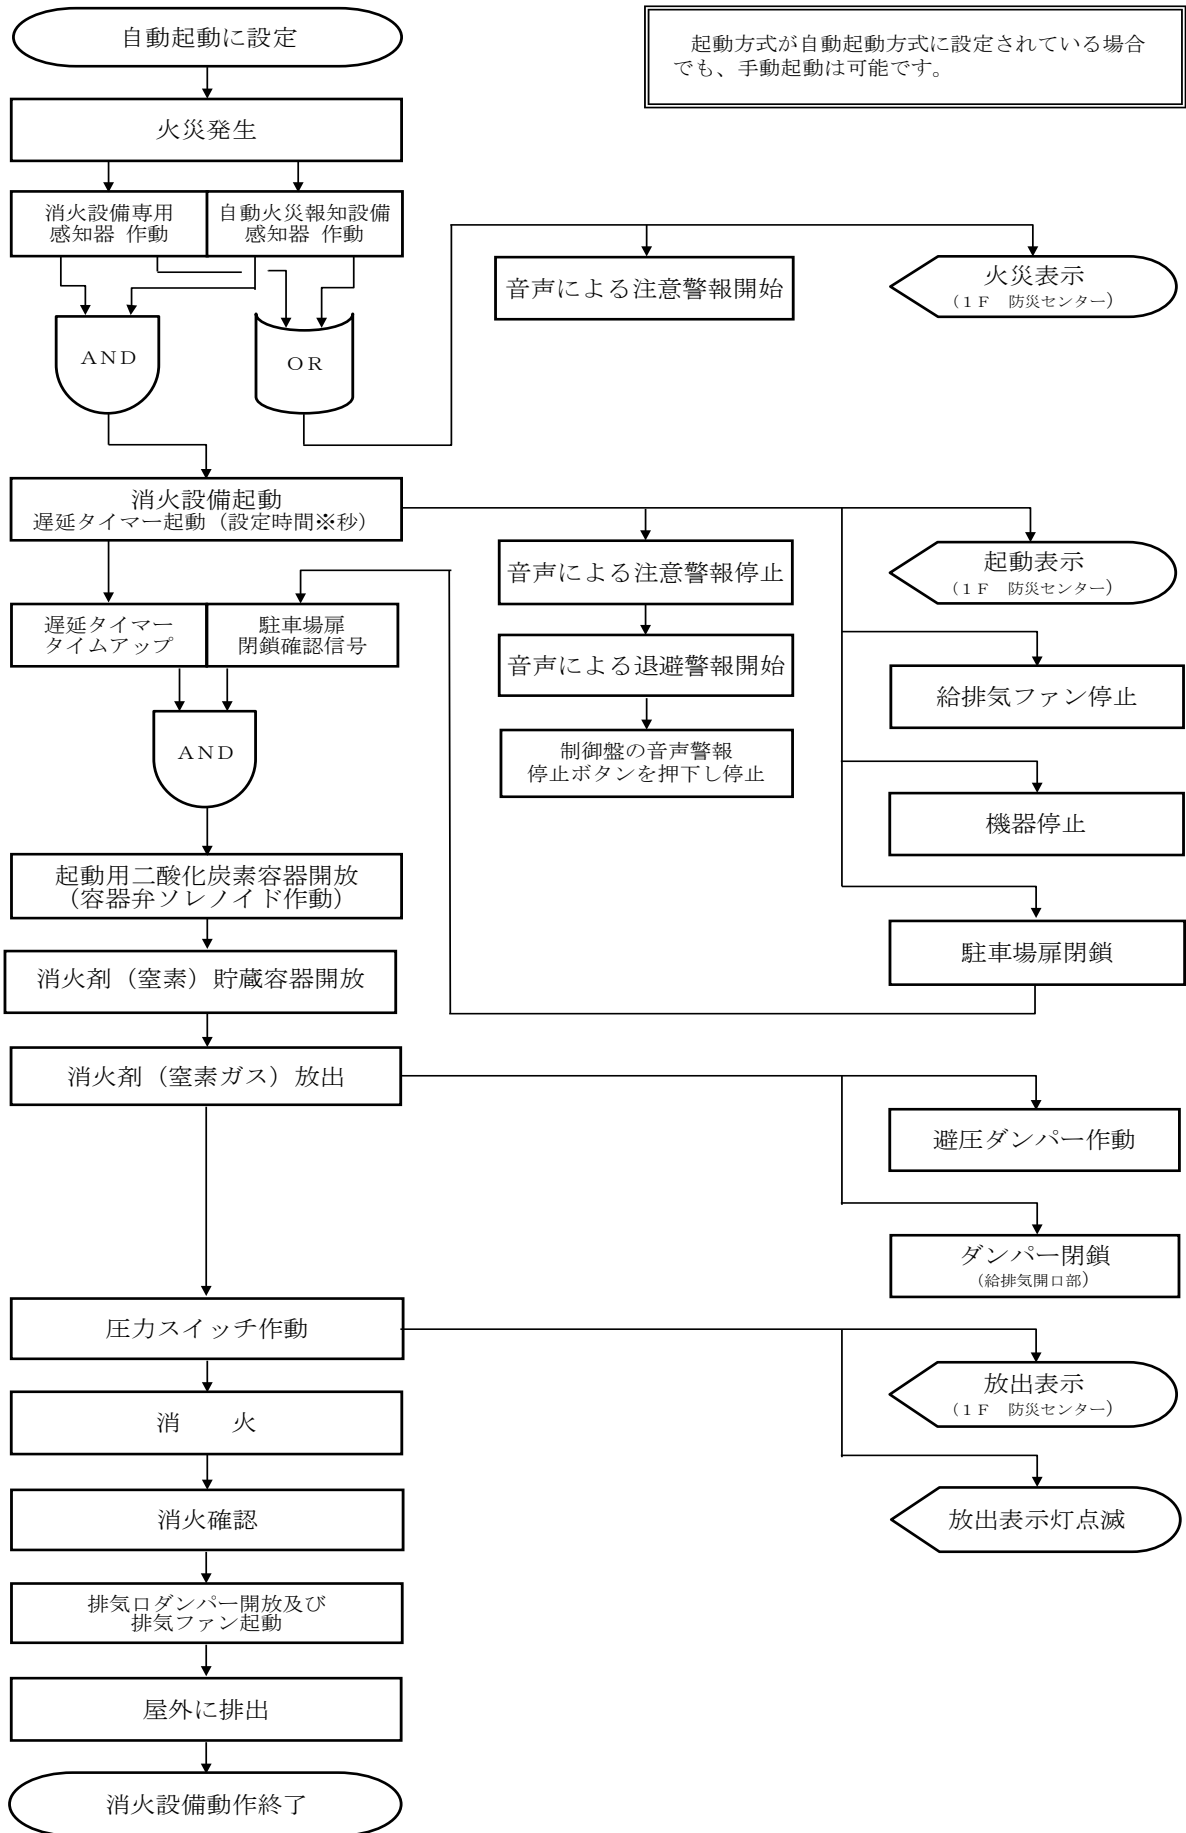 自動起動に設定
起動方式が自動起動方式に設定されている場合
でも、手動起動は可能です。
火災発生
消火設備専用
感知器 作動
自動火災報知設備
感知器 作動
音声による注意警報開始
火災表示
（１Ｆ　防災センター）
AND
OR
消火設備起動
遅延タイマー起動（設定時間※秒）
音声による注意警報停止
起動表示
（１Ｆ　防災センター）
遅延タイマー
タイムアップ
駐車場扉
閉鎖確認信号
音声による退避警報開始
給排気ファン停止
AND
制御盤の音声警報
停止ボタンを押下し停止
機器停止
起動用二酸化炭素容器開放
（容器弁ソレノイド作動）
駐車場扉閉鎖
消火剤（窒素）貯蔵容器開放
消火剤（窒素ガス）放出
避圧ダンパー作動
ダンパー閉鎖
（給排気開口部）
圧力スイッチ作動
放出表示
（１Ｆ　防災センター）
消　　火
消火確認
放出表示灯点滅
排気口ダンパー開放及び
排気ファン起動
屋外に排出
消火設備動作終了